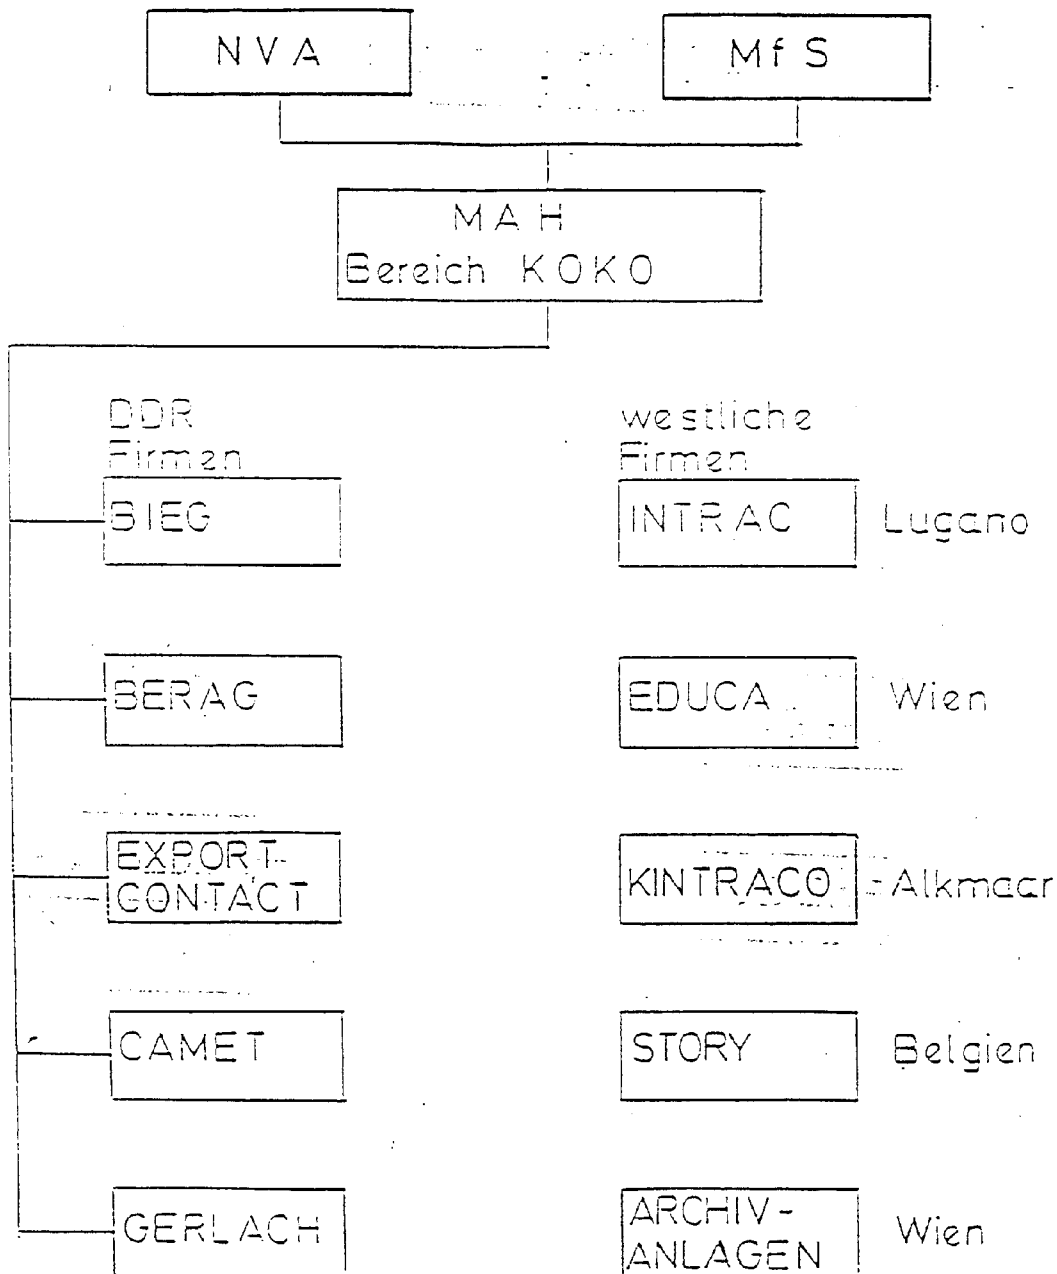 NVA
MfS
MAH
Bereich KOKO
DDR
Firmen
westliche
Firmen
BIEG
INTRAC
Lugano
BERAG
EDUCA
Wien
EXPORT-
CONTACT
KINTRACO
Alkmaar
CAMET
STORY
Belgien
GERLACH
ARCHIV-
ANLAGEN
Wien